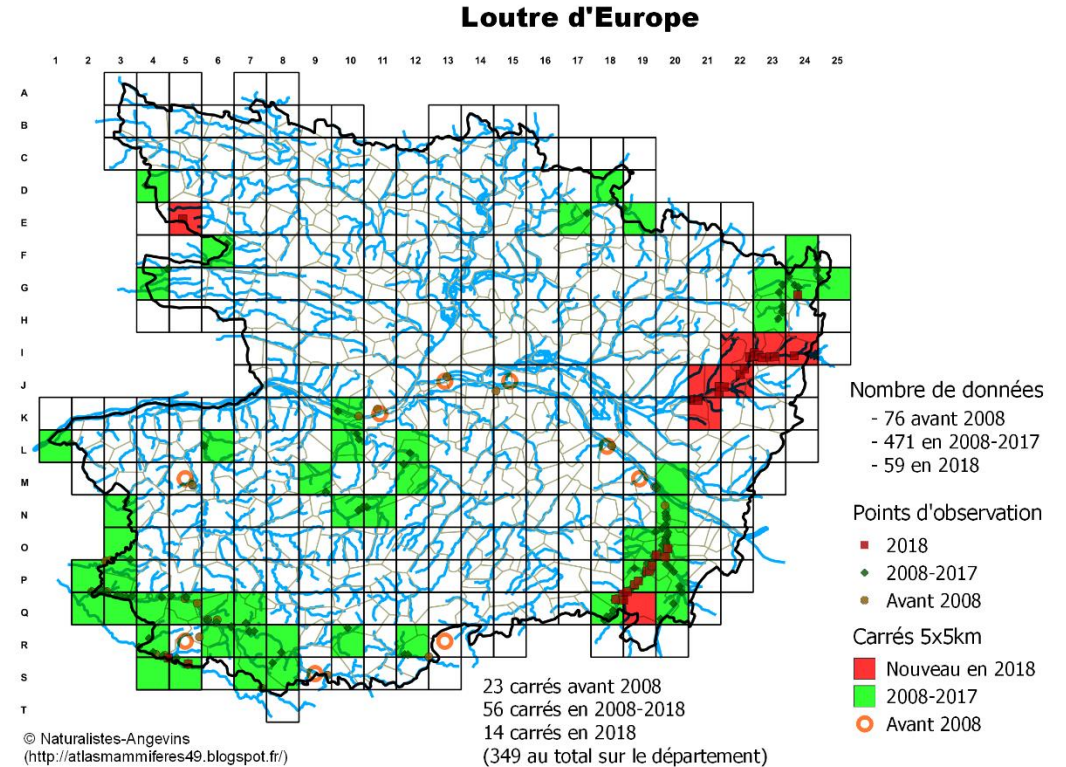 Loutre d'Europe
1 2 3 4 5 6 7 8 9 10 11 12 13 14 15 16 17 18 19 20 21 22 23 24 25
A
B
C
D
E
F
G
H
I
J
K
L
M
N
O
P
Q
R
S
T
Nombre de données
- 76 avant 2008
- 471 en 2008-2017
- 59 en 2018
Points d'observation
2018
2008-2017
Avant 2008
Carrés 5x5km
Nouveau en 2018
2008-2017
Avant 2008
23 carrés avant 2008
56 carrés en 2008-2018
14 carrés en 2018
(349 au total sur le département)
© Naturalistes-Angevins
(http://atlasmammiferes49.blogspot.fr/)